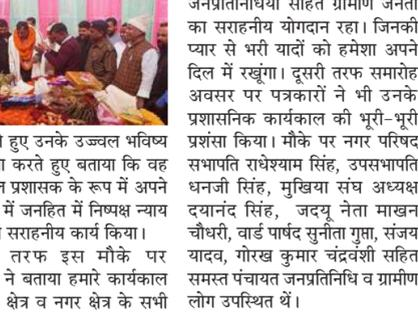 हुए उनके उज्ज्वल भविष्य
करते हुए बताया कि वह
प्रशासक के रूप में अपने
में जनहित में निष्पक्ष न्याय
सराहनीय कार्य किया।
तरफ इस मौके पर
ने बताया हमारे कार्यकाल
क्षेत्र व नगर क्षेत्र के सभी
जनप्रतिनिधियों सहित ग्रामीण जनता
का सराहनीय योगदान रहा। जिनको
प्यार से भरी यादों को हमेशा अपने
दिल में रखूंगा। दूसरी तरफ समारोह
अवसर पर पत्रकारों ने भी उनके
प्रशासनिक कार्यकाल की भूरी-भूरी
प्रशंसा किया। मौके पर नगर परिषद
सभापति राधेश्याम सिंह, उपसभापति
धनजी सिंह, मुखिया संघ अध्यक्ष
दयानंद सिंह, जदयू नेता माखन
चौधरी, वार्ड पार्षद सुनीता गुप्ता, संजय
यादव, गोरख कुमार चंद्रवंशी सहित
समस्त पंचायत जनप्रतिनिधि व ग्रामीण
लोग उपस्थित थें।